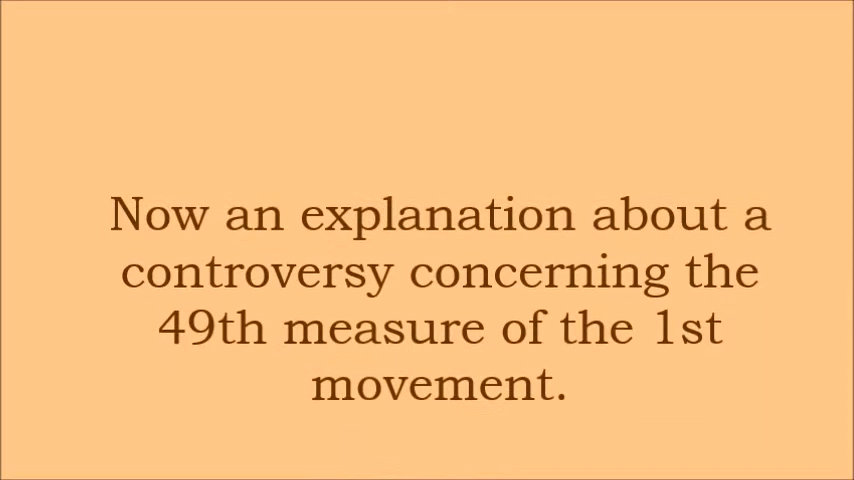 Now an explanation about a
controversy concerning the
49th measure of the 1st
movement.